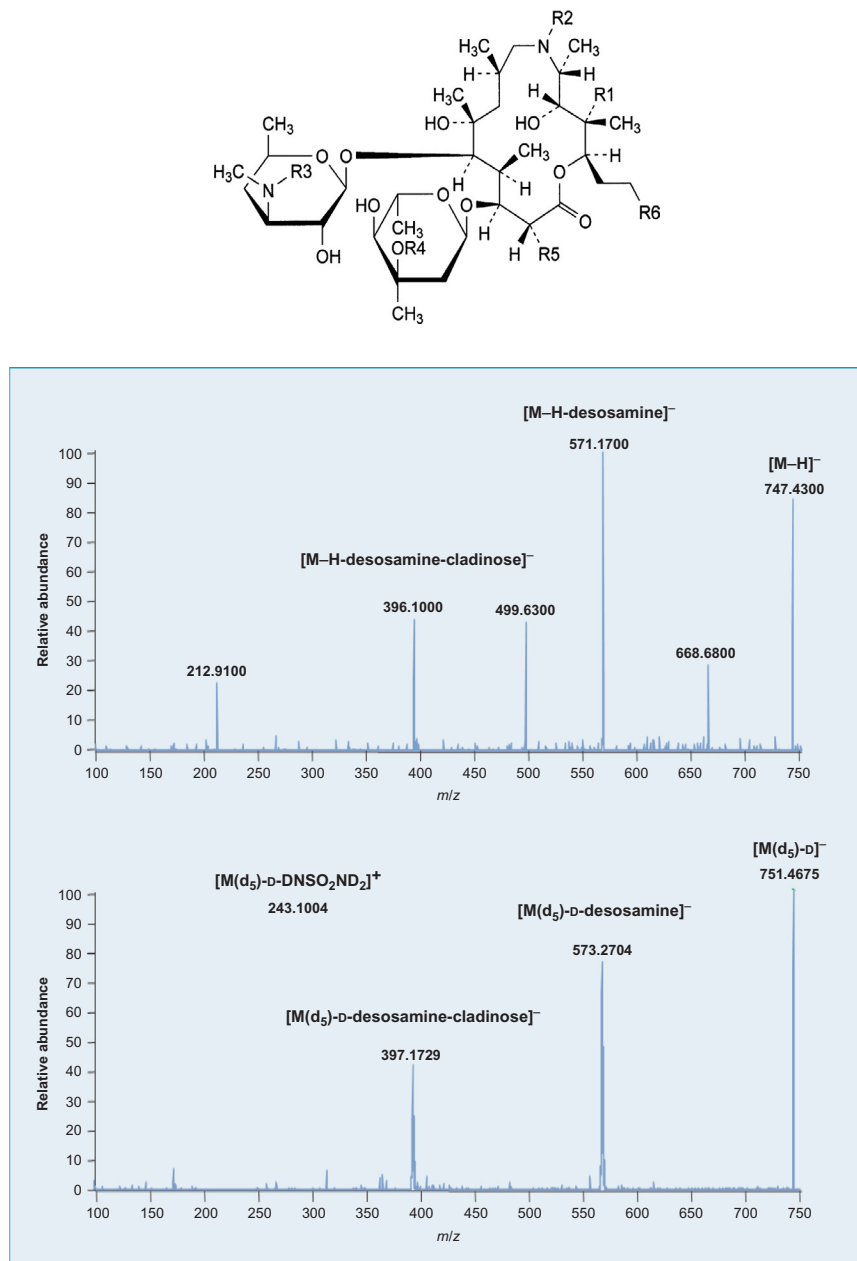 R2
H₃C
N
CH₃
H
H
H₃C
H
R1
HO
HO
CH₃
CH₃
O
O
CH₃
H
H₃C
R3
N
H
H
O
O
HO
O
O
R6
CH₃
OR4
H
H
R5
OH
CH₃
[M–H-desosamine]⁻
571.1700
[M–H]⁻
747.4300
[M–H-desosamine-cladinose]⁻
396.1000
499.6300
668.6800
212.9100
Relative abundance
100
90
80
70
60
50
40
30
20
10
0
100 150 200 250 300 350 400 450 500 550 600 650 700 750
m/z
[M(d₅)-D]⁻
751.4675
[M(d₅)-D-DNSO₂ND₂]⁺
243.1004
[M(d₅)-D-desosamine]⁻
573.2704
[M(d₅)-D-desosamine-cladinose]⁻
397.1729
Relative abundance
100
90
80
70
60
50
40
30
20
10
0
100 150 200 250 300 350 400 450 500 550 600 650 700 750
m/z